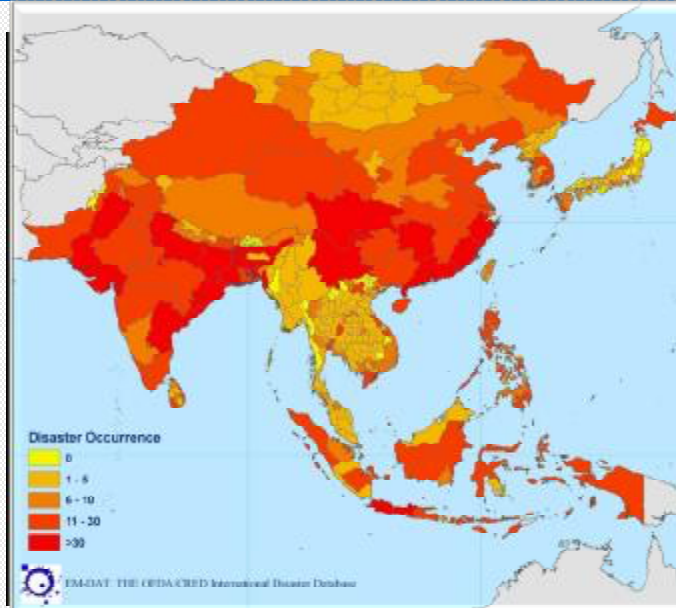 Disaster Occurrence
0
1 - 5
6 - 10
11 - 30
>30
EM-DAT THE OFDA/CRED International Disaster Database